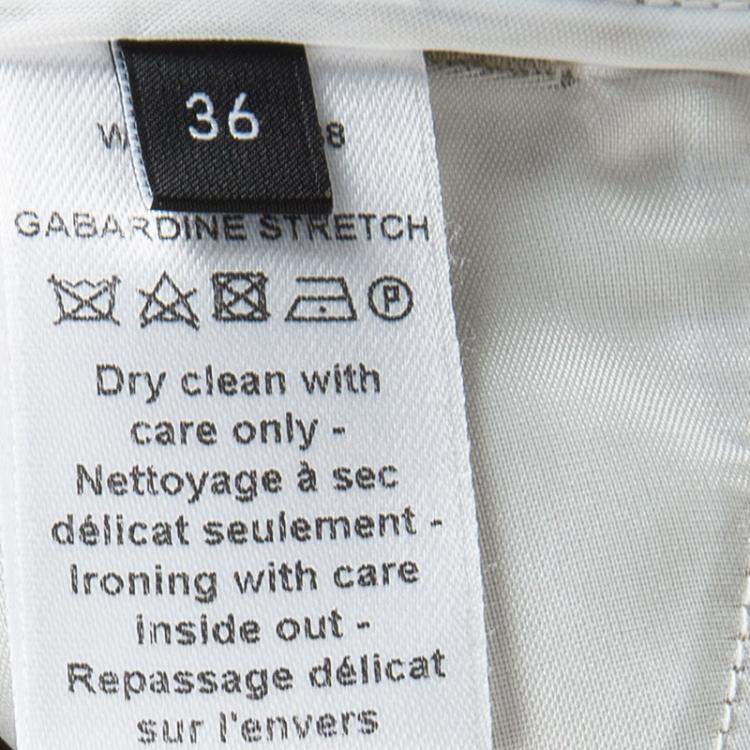 36
GABARDINE STRETCH
P
Dry clean with
care only -
Nettoyage à sec
délicat seulement -
Ironing with care
inside out -
Repassage délicat
sur l'envers